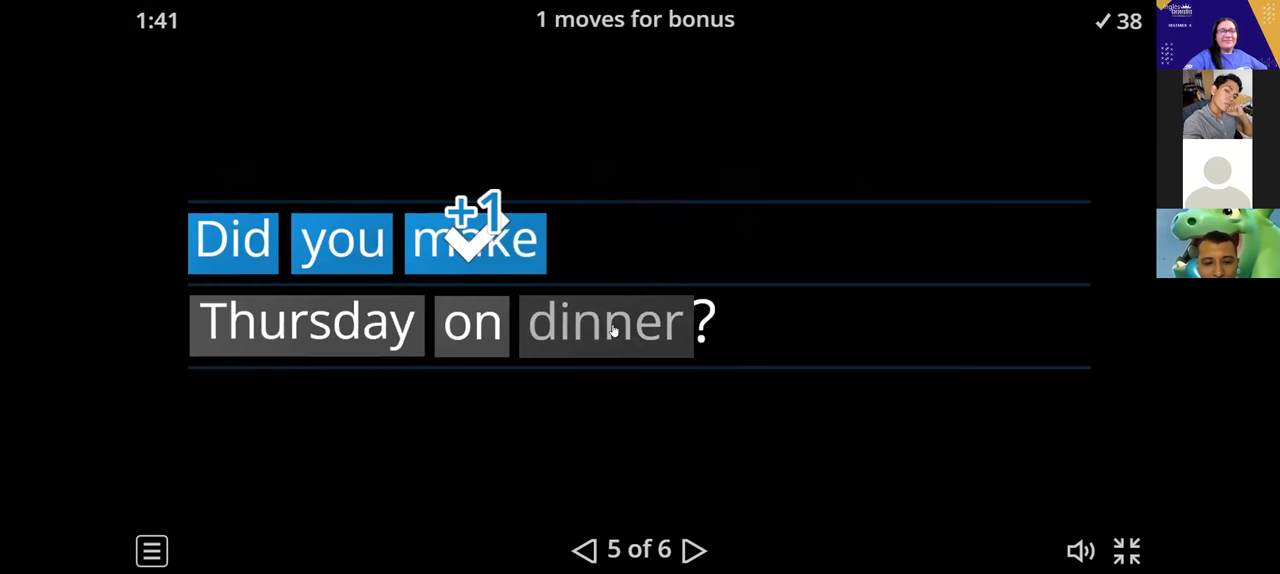 1:41
1 moves for bonus
✓ 38
+1
Did you make
Thursday on dinner?
5 of 6